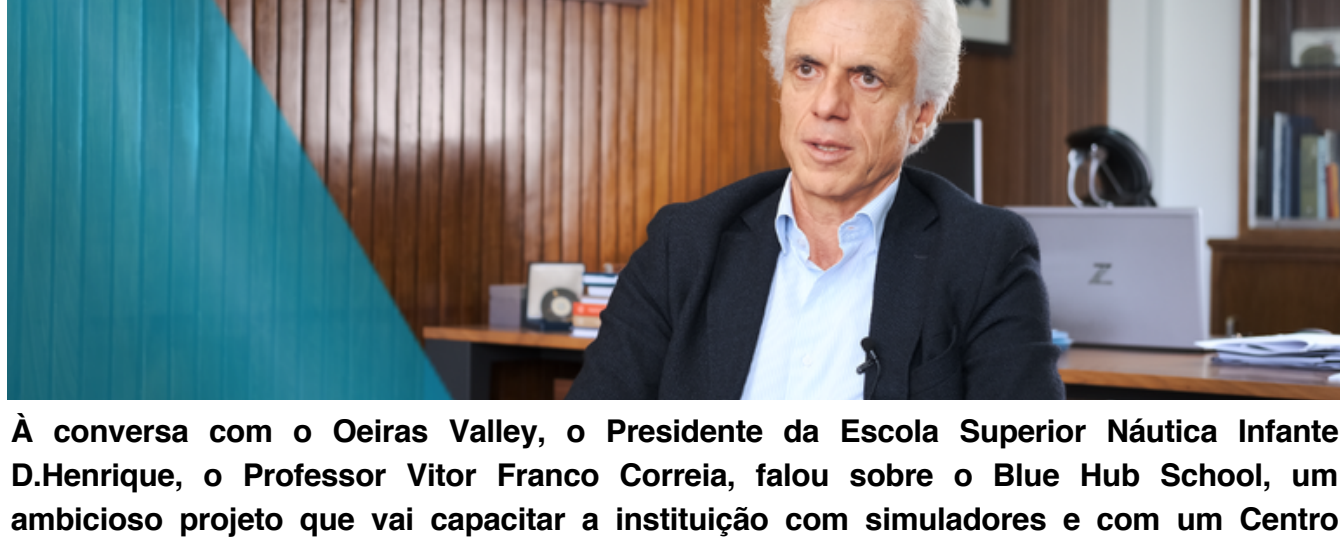 À conversa com o Oeiras Valley, o Presidente da Escola Superior Náutica Infante
D.Henrique, o Professor Vitor Franco Correia, falou sobre o Blue Hub School, um
ambicioso projeto que vai capacitar a instituição com simuladores e com um Centro